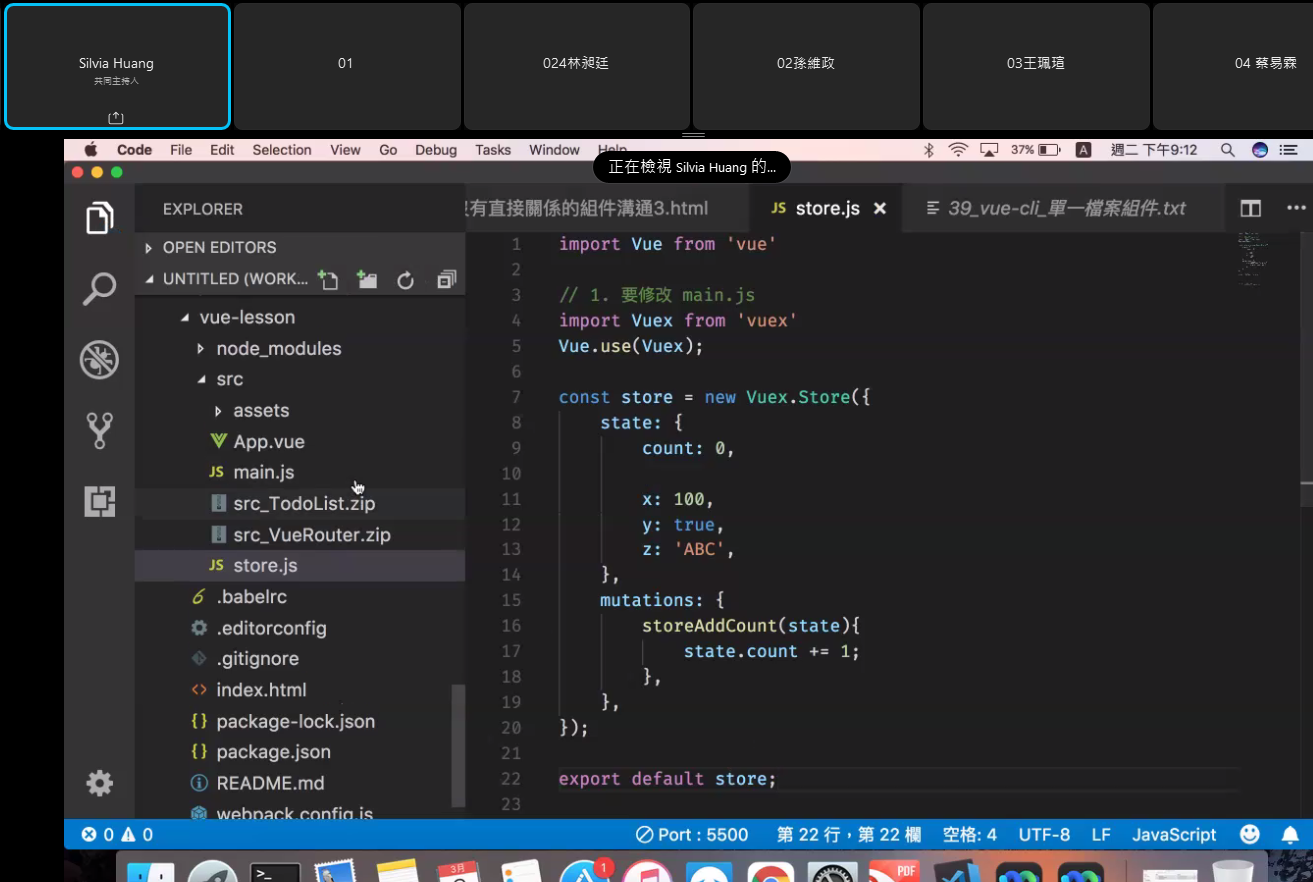 Silvia Huang
共同主持人
01
024林昶廷
02孫維政
03王珮瑄
04 蔡易霖
Code File Edit Selection View Go Debug Tasks Window Help
37% A 週二 下午9:12
正在檢視 Silvia Huang 的...
EXPLORER
有直接關係的組件溝通3.html
JS store.js
39_vue-cli_單一檔案組件.txt
OPEN EDITORS
UNTITLED (WORK...
vue-lesson
node_modules
src
assets
App.vue
JS main.js
src_TodoList.zip
src_VueRouter.zip
JS store.js
.babelrc
.editorconfig
.gitignore
<> index.html
{} package-lock.json
{} package.json
README.md
webpack.config.js
1 import Vue from 'vue'
2
3 // 1. 要修改 main.js
4 import Vuex from 'vuex'
5 Vue.use(Vuex);
6
7 const store = new Vuex.Store({
8 state: {
9 count: 0,
10
11 x: 100,
12 y: true,
13 z: 'ABC',
14 },
15 mutations: {
16 storeAddCount(state){
17 state.count += 1;
18 },
19 },
20 });
21
22 export default store;
23
0 0
Port : 5500 第 22 行，第 22 欄 空格: 4 UTF-8 LF JavaScript
>_
3月
1
PDF